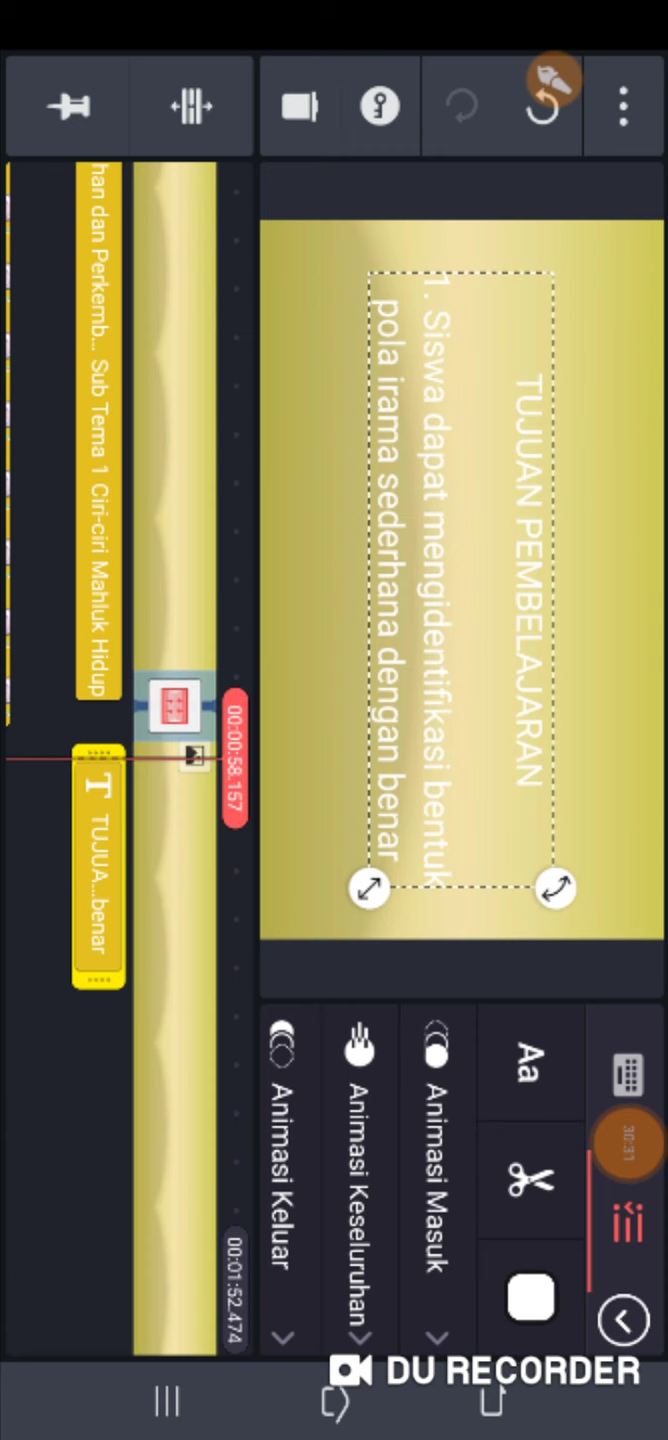 30:31
TUJUAN PEMBELAJARAN
1. Siswa dapat mengidentifikasi bentuk
pola irama sederhana dengan benar
Aa
Animasi Masuk
Animasi Keseluruhan
Animasi Keluar
00:00:58.157
00:01:52.474
han dan Perkemb... Sub Tema 1 Ciri-ciri Mahluk Hidup
T TUJUA...benar
DU RECORDER